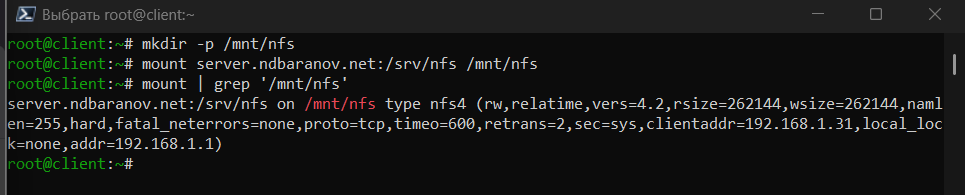 Выбрать root@client:~
root@client:~# mkdir -p /mnt/nfs
root@client:~# mount server.ndbaranov.net:/srv/nfs /mnt/nfs
root@client:~# mount | grep '/mnt/nfs'
server.ndbaranov.net:/srv/nfs on /mnt/nfs type nfs4 (rw,relatime,vers=4.2,rsize=262144,wsize=262144,naml
en=255,hard,fatal_neterrors=none,proto=tcp,timeo=600,retrans=2,sec=sys,clientaddr=192.168.1.31,local_loc
k=none,addr=192.168.1.1)
root@client:~#